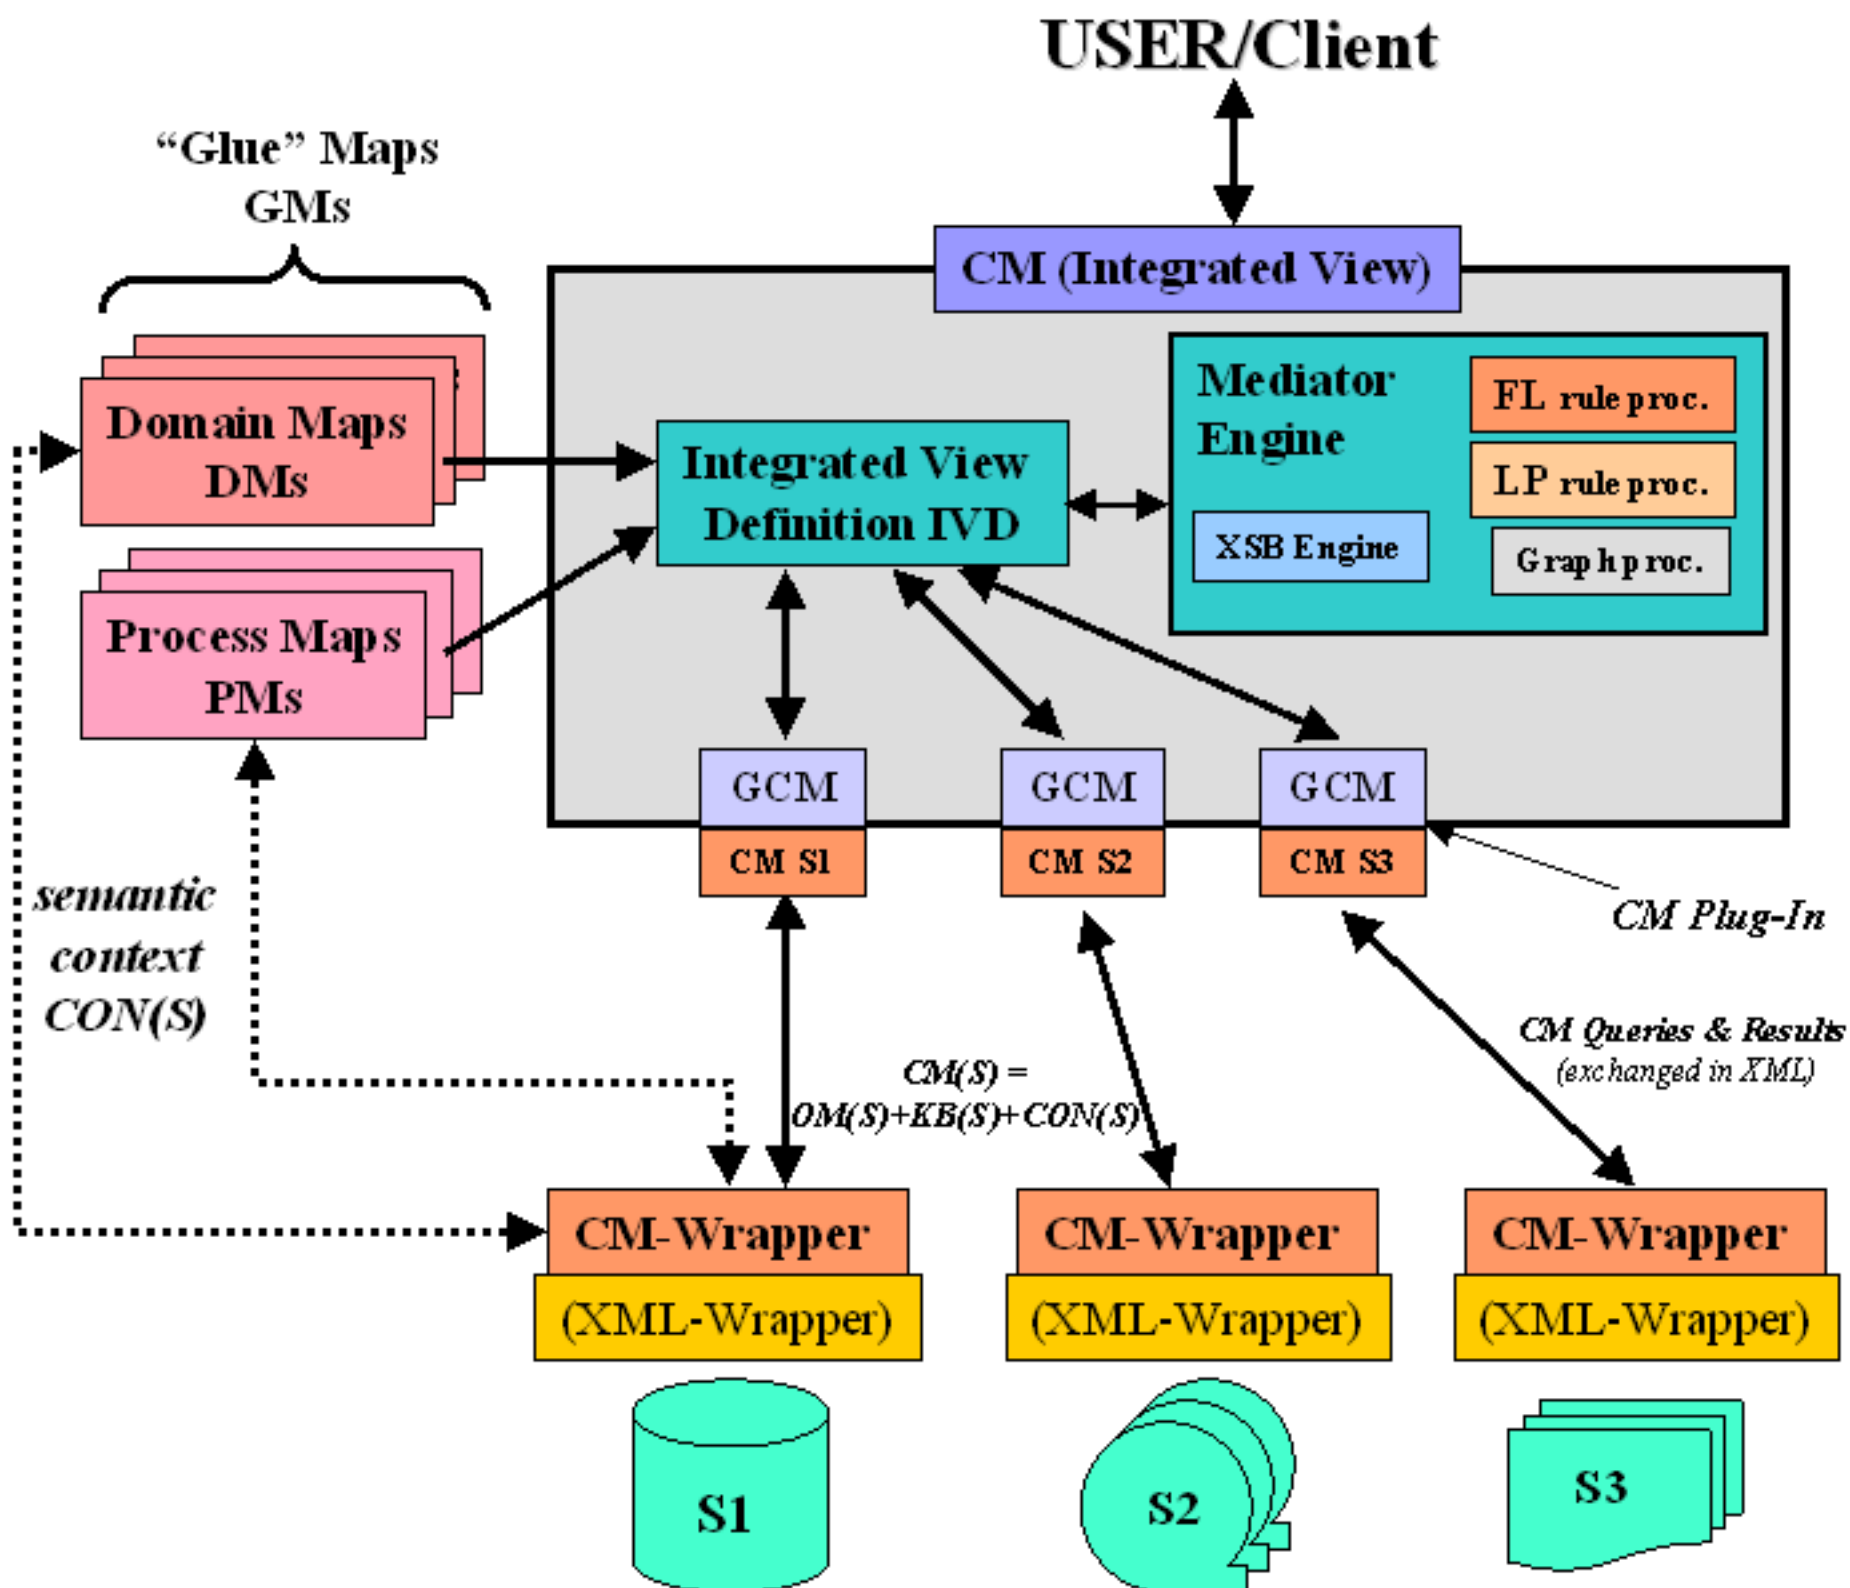 USER/Client
“Glue” Maps
GMs
CM (Integrated View)
Mediator
Engine
FL rule proc.
LP rule proc.
XSB Engine
Graph proc.
Domain Maps
DMs
Integrated View
Definition IVD
Process Maps
PMs
GCM
GCM
GCM
CM S1
CM S2
CM S3
CM Plug-In
semantic
context
CON(S)
CM Queries & Results
(exchanged in XML)
CM(S) =
OM(S)+KB(S)+CON(S)
CM-Wrapper
CM-Wrapper
CM-Wrapper
(XML-Wrapper)
(XML-Wrapper)
(XML-Wrapper)
S1
S2
S3